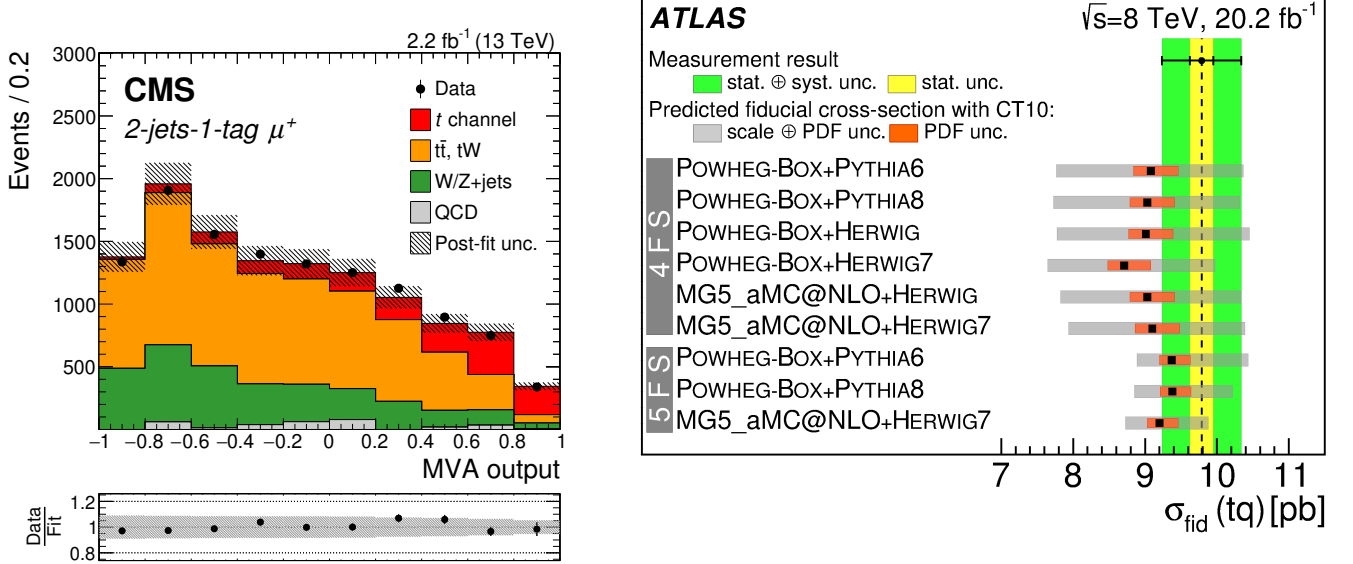 2.2 fb⁻¹ (13 TeV)
Events / 0.2
3000
2500
2000
1500
1000
500
CMS
2-jets-1-tag μ⁺
Data
t channel
tt̄, tW
W/Z+jets
QCD
Post-fit unc.
−1 −0.8 −0.6 −0.4 −0.2 0 0.2 0.4 0.6 0.8 1
MVA output
Data
Fit
1.2
1
0.8
ATLAS
√s=8 TeV, 20.2 fb⁻¹
Measurement result
stat. ⊕ syst. unc. stat. unc.
Predicted fiducial cross-section with CT10:
scale ⊕ PDF unc. PDF unc.
4 F S
POWHEG-BOX+PYTHIA6
POWHEG-BOX+PYTHIA8
POWHEG-BOX+HERWIG
POWHEG-BOX+HERWIG7
MG5_aMC@NLO+HERWIG
MG5_aMC@NLO+HERWIG7
5 F S
POWHEG-BOX+PYTHIA6
POWHEG-BOX+PYTHIA8
MG5_aMC@NLO+HERWIG7
7 8 9 10 11
σfid (tq) [pb]